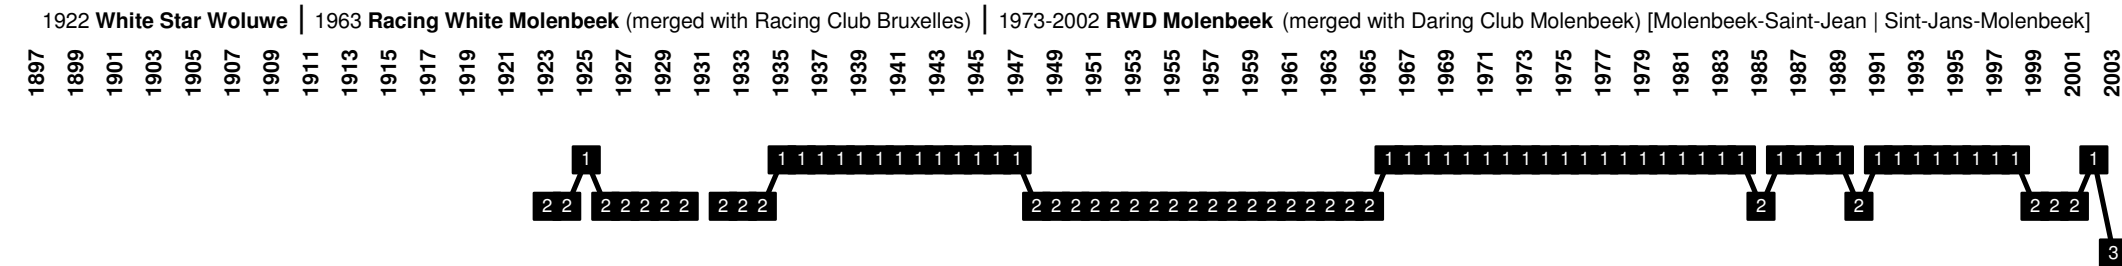 1922 White Star Woluwe | 1963 Racing White Molenbeek (merged with Racing Club Bruxelles) | 1973-2002 RWD Molenbeek (merged with Daring Club Molenbeek) [Molenbeek-Saint-Jean | Sint-Jans-Molenbeek]
1897 1899 1901 1903 1905 1907 1909 1911 1913 1915 1917 1919 1921 1923 1925 1927 1929 1931 1933 1935 1937 1939 1941 1943 1945 1947 1949 1951 1953 1955 1957 1959 1961 1963 1965 1967 1969 1971 1973 1975 1977 1979 1981 1983 1985 1987 1989 1991 1993 1995 1997 1999 2001 2003
1 1 1 1 1 1 1 1 1 1 1 1 1 1 1 1 1 1 1 1 1 1 1 1 1 1 1 1 1 1 1 1 1 1 1 1 1 1 1 1 1 1 1 1 1 1
2 2 2 2 2 2 2 2 2 2 2 2 2 2 2 2 2 2 2 2 2 2 2 2 2 2 2 2 2 2 2 2 2
3